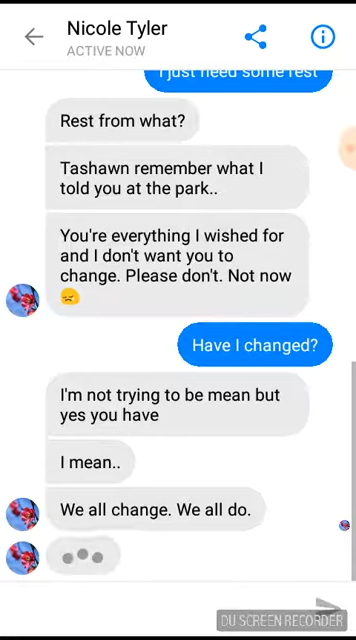 Nicole Tyler
ACTIVE NOW
I just need some rest
Rest from what?
Tashawn remember what I
told you at the park..
You're everything I wished for
and I don't want you to
change. Please don't. Not now
Have I changed?
I'm not trying to be mean but
yes you have
I mean..
We all change. We all do.
DU SCREEN RECORDER